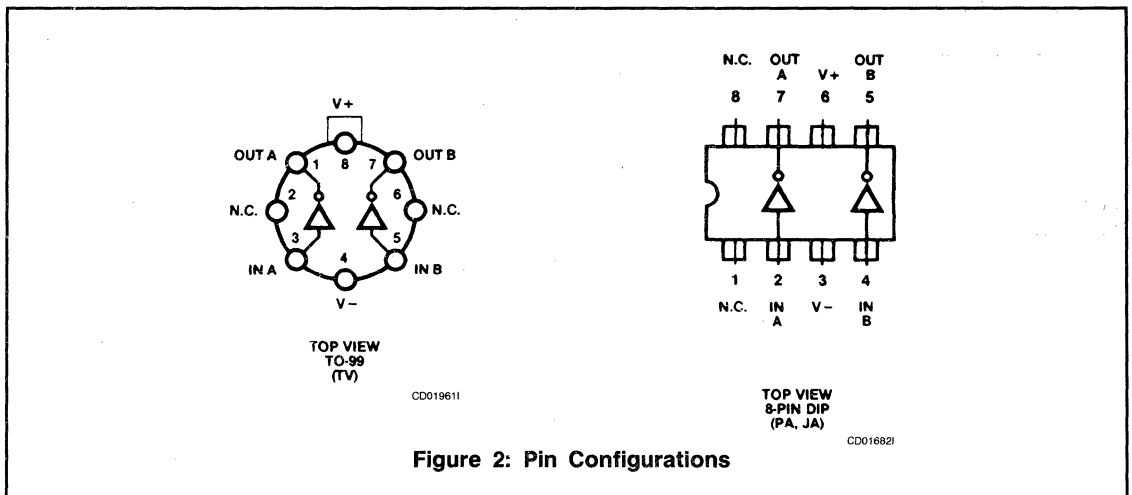 V+
OUT A 1 8 7 OUT B
N.C. 2 6 N.C.
3 5
IN A 4 IN B
V-
TOP VIEW
TO-99
(TV)
CD01961I
N.C. OUT A V+ OUT B
8 7 6 5
1 2 3 4
N.C. IN A V- IN B
TOP VIEW
8-PIN DIP
(PA, JA)
CD01682I
Figure 2: Pin Configurations